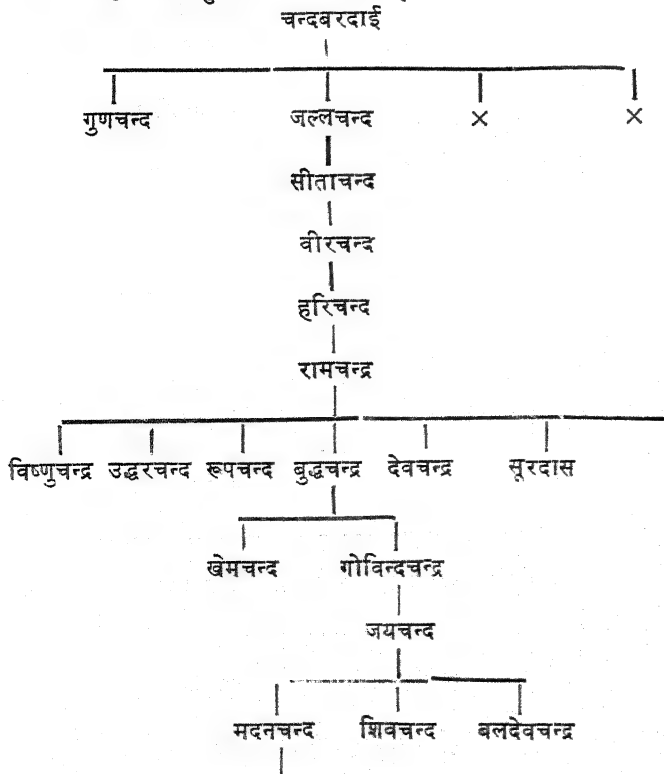 चन्दबरदाई
गुणचन्द जल्लचन्द × ×
सीताचन्द
वीरचन्द
हरिचन्द
रामचन्द्र
विष्णुचन्द्र उद्धरचन्द रूपचन्द बुद्धचन्द्र देवचन्द्र सूरदास
खेमचन्द गोविन्दचन्द्र
जयचन्द
मदनचन्द शिवचन्द बलदेवचन्द्र